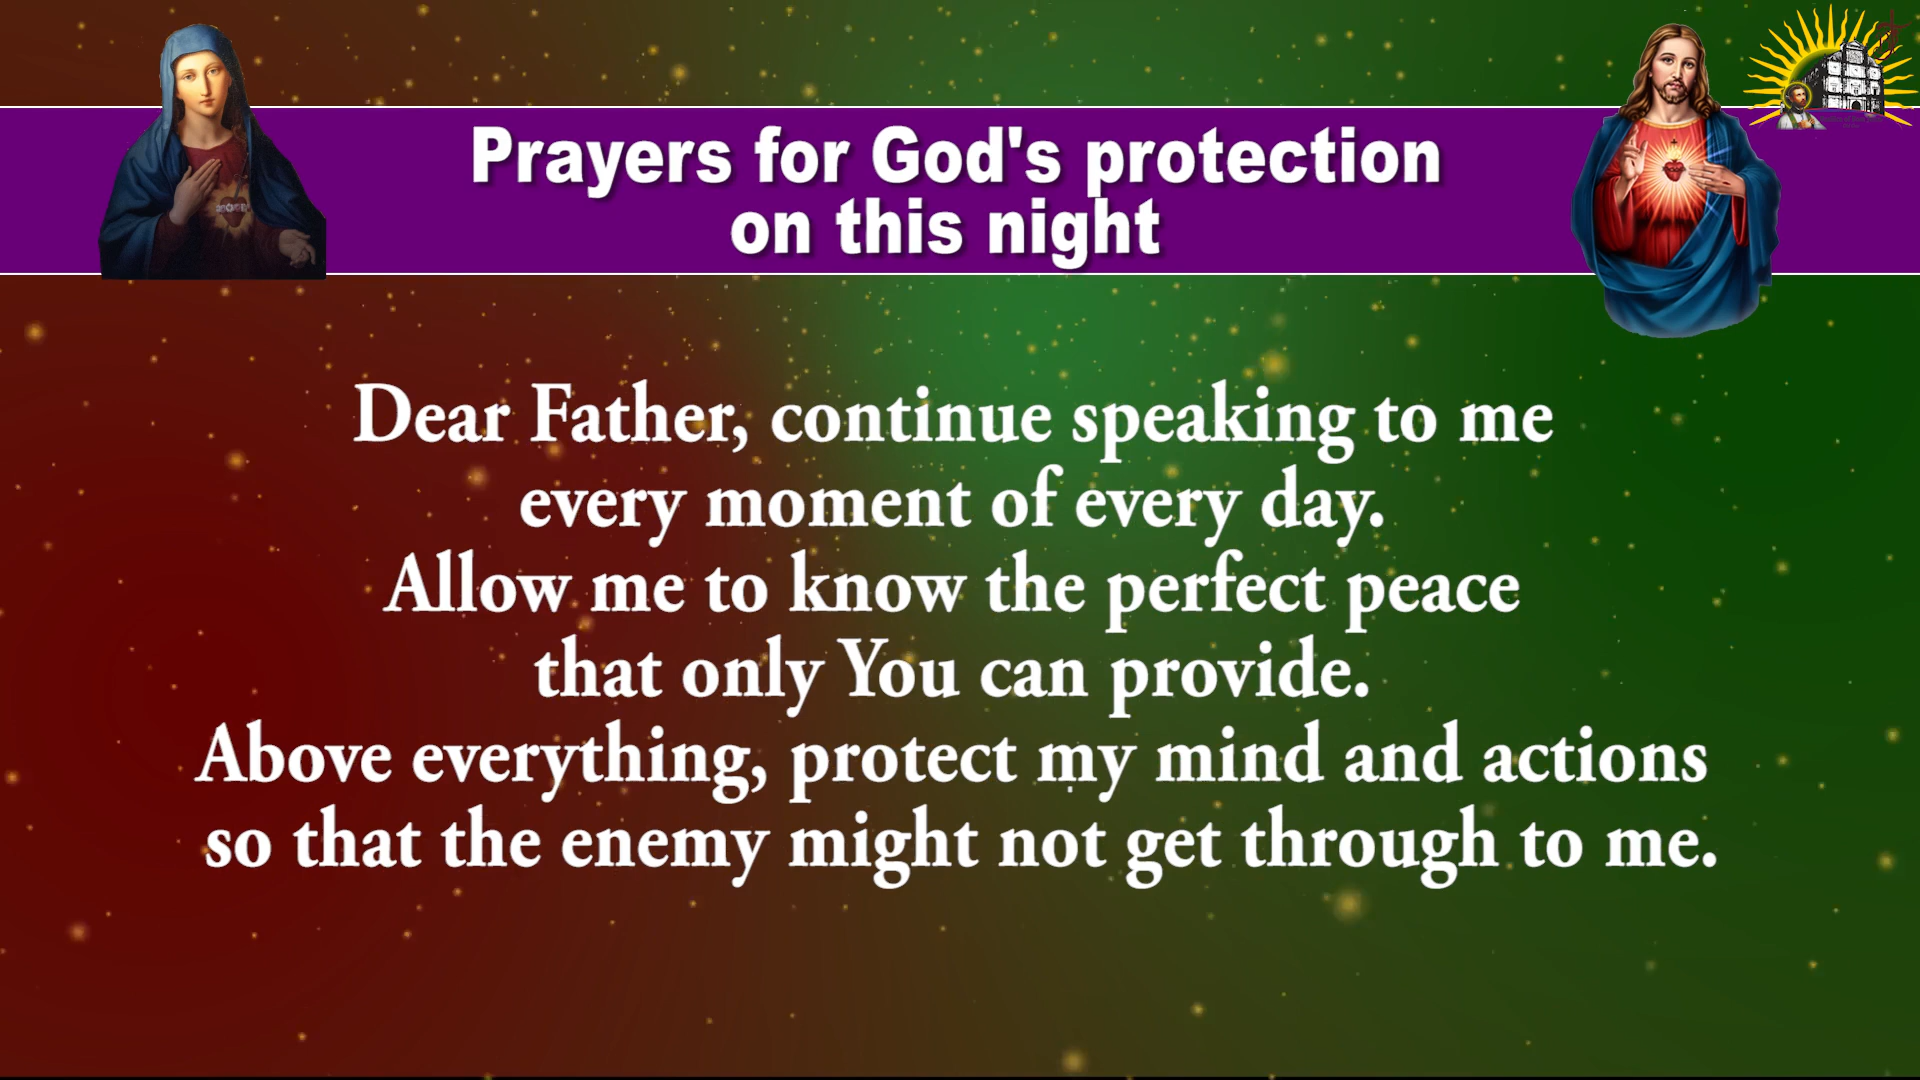 Prayers for God's protection
on this night
Dear Father, continue speaking to me
every moment of every day.
Allow me to know the perfect peace
that only You can provide.
Above everything, protect my mind and actions
so that the enemy might not get through to me.